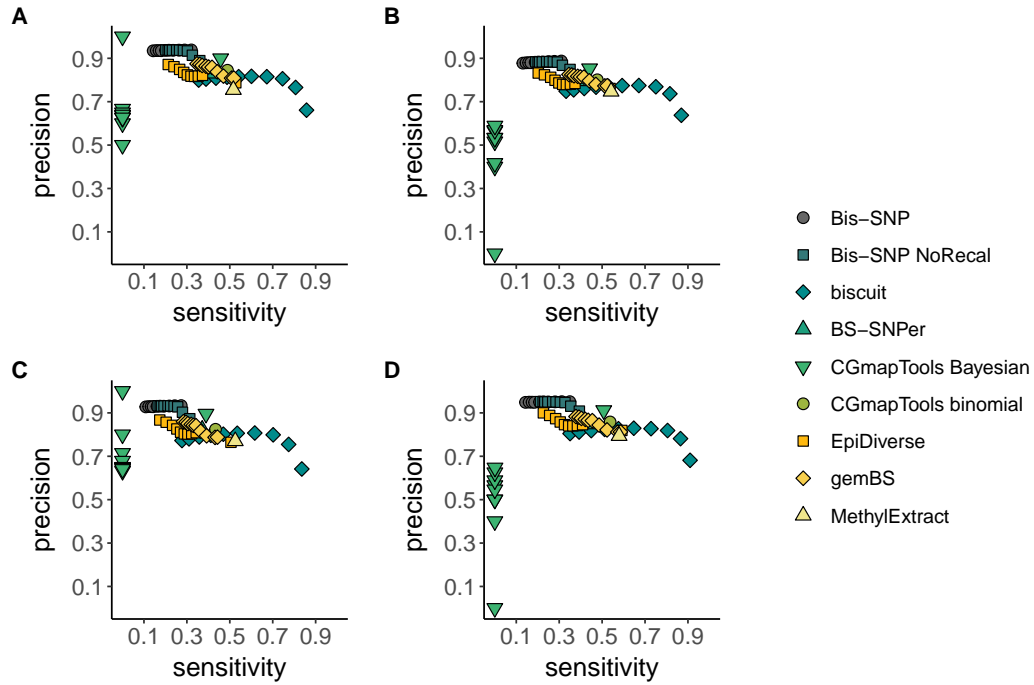 A
precision
0.9
0.7
0.5
0.3
0.1
0.1 0.3 0.5 0.7 0.9
sensitivity
B
precision
0.9
0.7
0.5
0.3
0.1
0.1 0.3 0.5 0.7 0.9
sensitivity
C
precision
0.9
0.7
0.5
0.3
0.1
0.1 0.3 0.5 0.7 0.9
sensitivity
D
precision
0.9
0.7
0.5
0.3
0.1
0.1 0.3 0.5 0.7 0.9
sensitivity
Bis−SNP
Bis−SNP NoRecal
biscuit
BS−SNPer
CGmapTools Bayesian
CGmapTools binomial
EpiDiverse
gemBS
MethylExtract